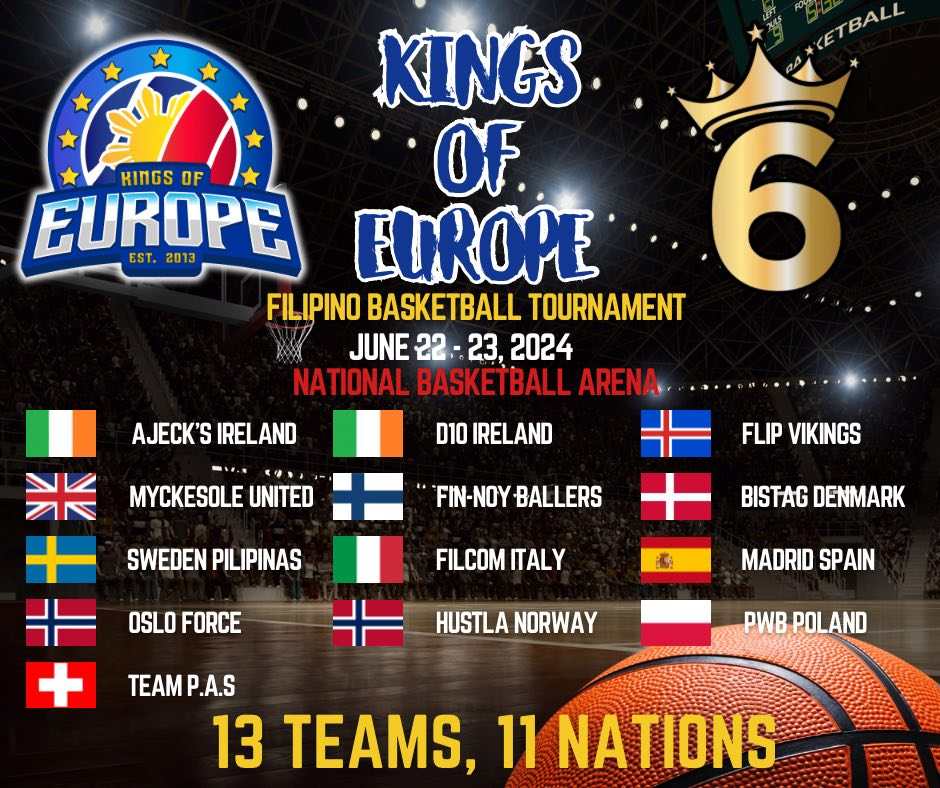 KINGS OF
EUROPE
EST. 2013
KINGS
OF
EUROPE
6
FILIPINO BASKETBALL TOURNAMENT
JUNE 22 - 23, 2024
NATIONAL BASKETBALL ARENA
AJECK'S IRELAND
D10 IRELAND
FLIP VIKINGS
MYCKESOLE UNITED
FIN-NOY BALLERS
BISTAG DENMARK
SWEDEN PILIPINAS
FILCOM ITALY
MADRID SPAIN
OSLO FORCE
HUSTLA NORWAY
PWB POLAND
TEAM P.A.S
13 TEAMS, 11 NATIONS